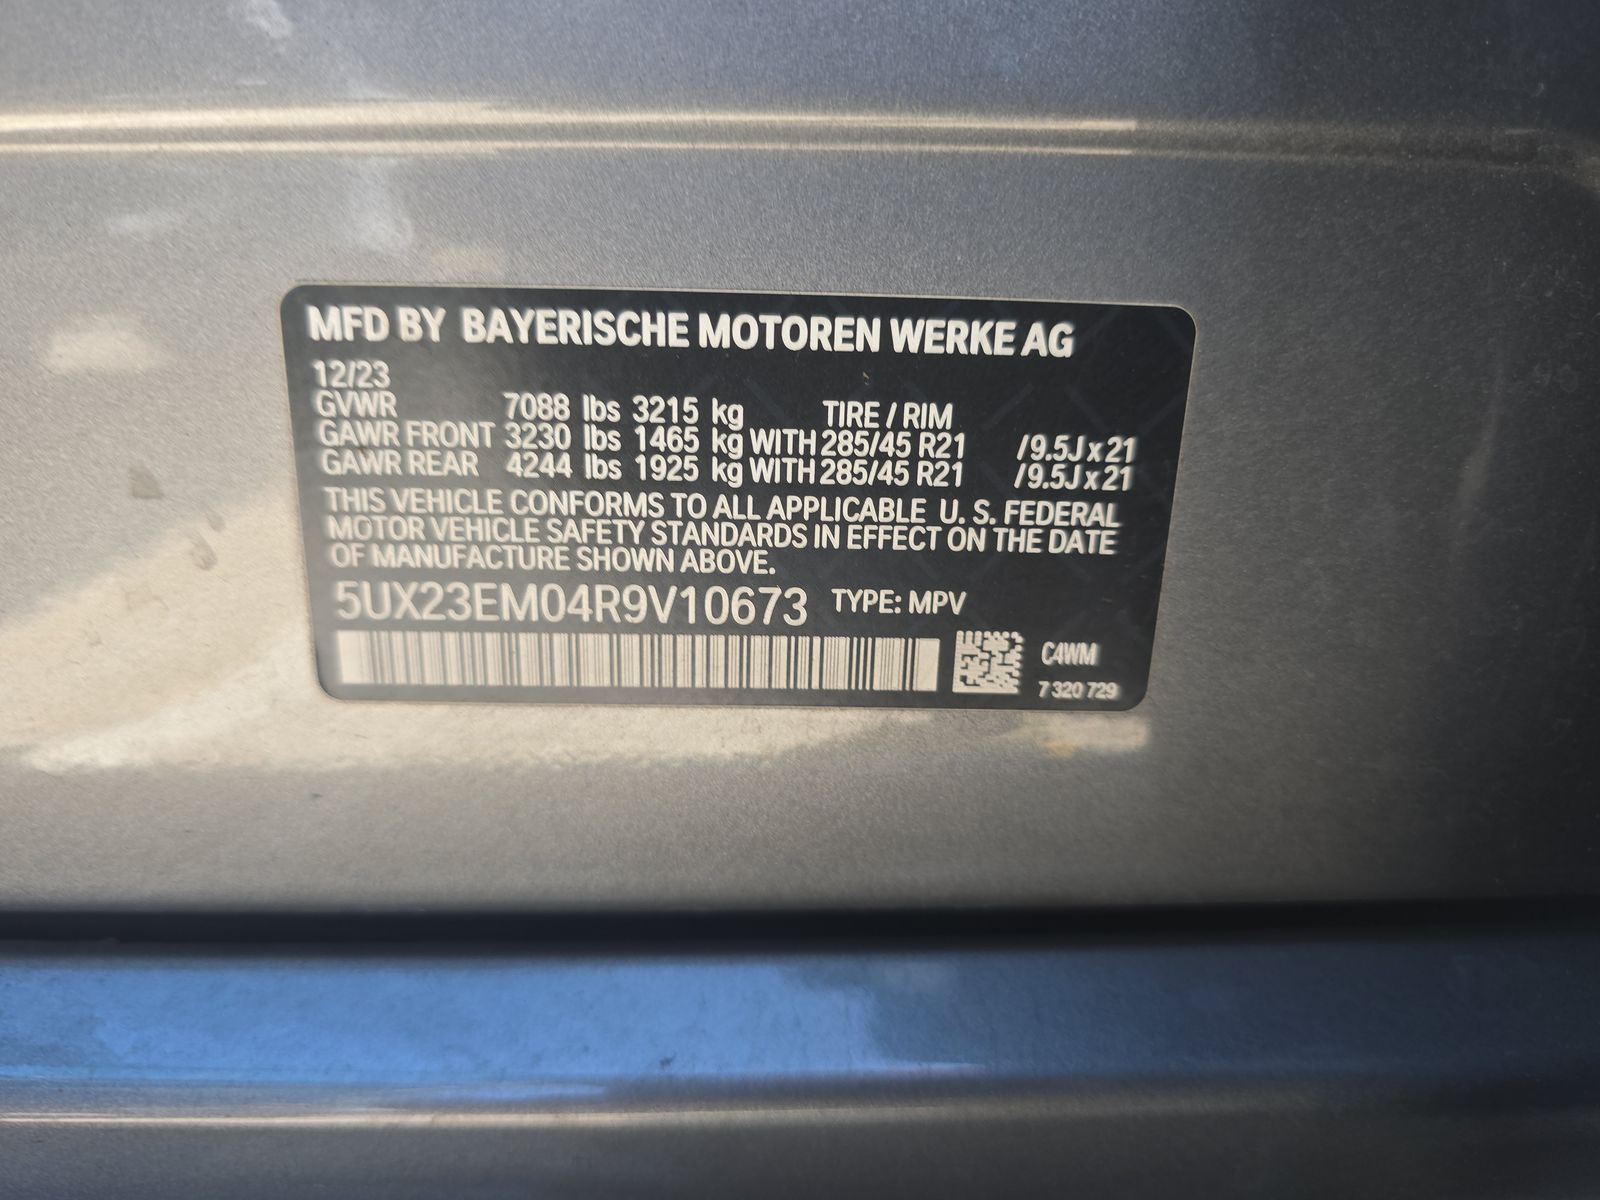 MFD BY BAYERISCHE MOTOREN WERKE AG
12/23
GVWR 7088 lbs 3215 kg TIRE / RIM
GAWR FRONT 3230 lbs 1465 kg WITH 285/45 R21 /9.5J x 21
GAWR REAR 4244 lbs 1925 kg WITH 285/45 R21 /9.5J x 21
THIS VEHICLE CONFORMS TO ALL APPLICABLE U. S. FEDERAL
MOTOR VEHICLE SAFETY STANDARDS IN EFFECT ON THE DATE
OF MANUFACTURE SHOWN ABOVE.
5UX23EM04R9V10673 TYPE: MPV
C4WM
7 320 729